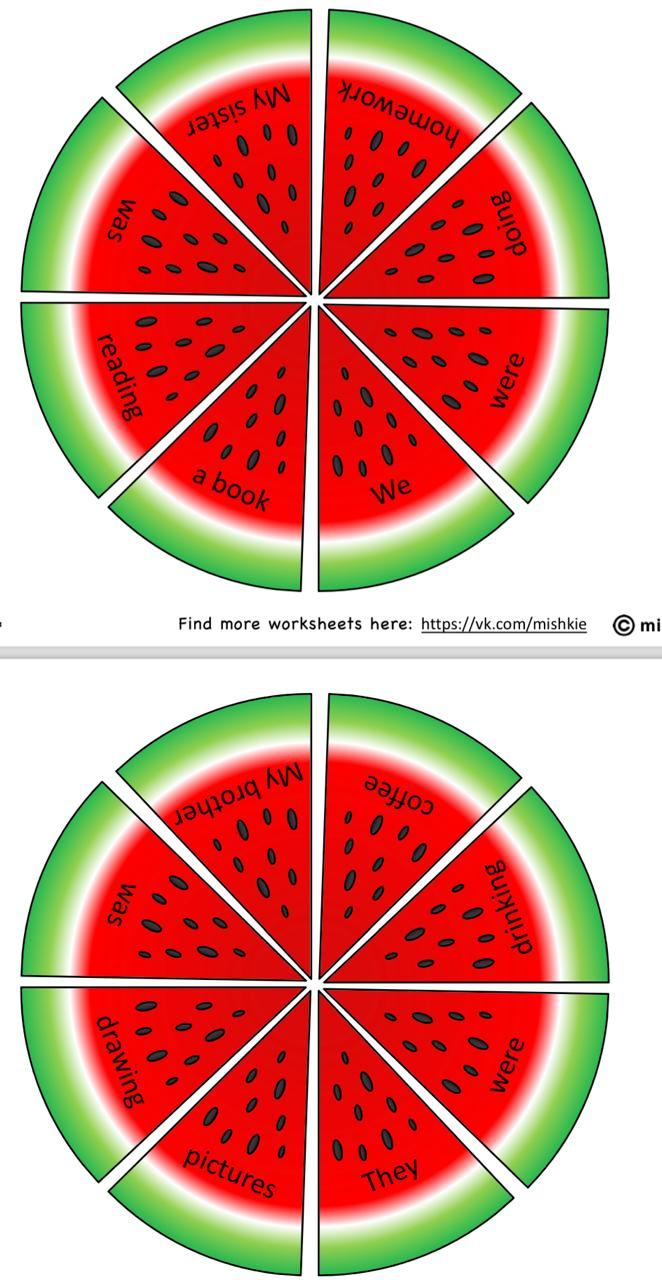 My sister
was
reading
a book
We
were
doing
homework
Find more worksheets here: https://vk.com/mishkie © mi
My brother
was
drawing
pictures
They
were
drinking
coffee